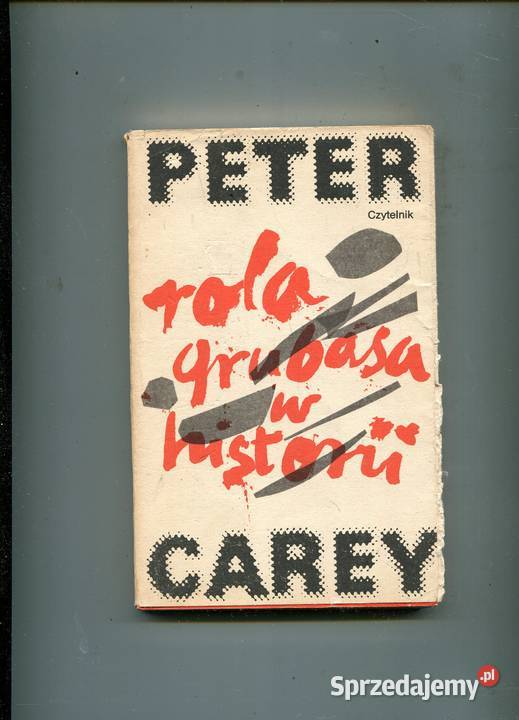 PETER
Czytelnik
rola
grubasa
w
historii
CAREY
Sprzedajemy.pl